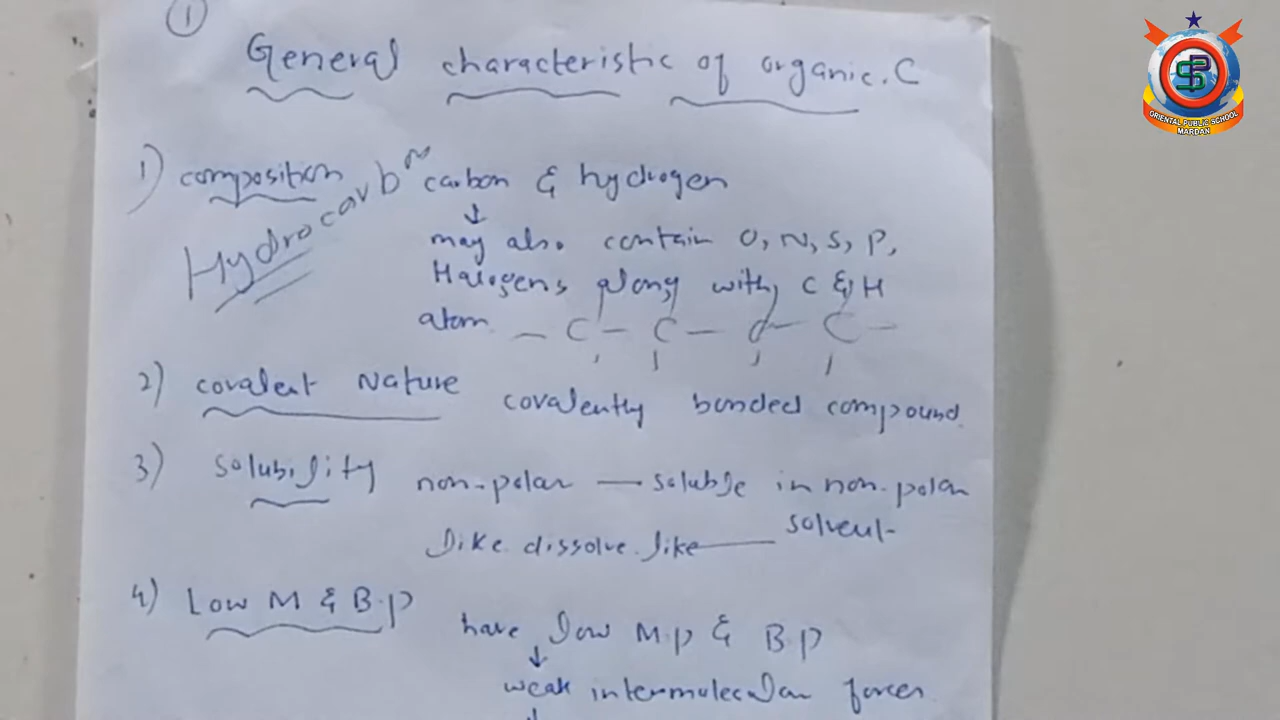 1
General characteristic of organic. C
1) composition carbon & hydrogen
Hydrocarbon
may also contain O, N, S, P,
Halogens along with C & H
atom - C - C - C - C -
2) covalent Nature covalently bonded compound.
3) solubility non-polar — soluble in non-polar
Like dissolve like — solvent
4) Low M & B.p
have low M.p & B.p
weak intermolecular forces
SP
ORIENTAL PUBLIC SCHOOL
MARDAN